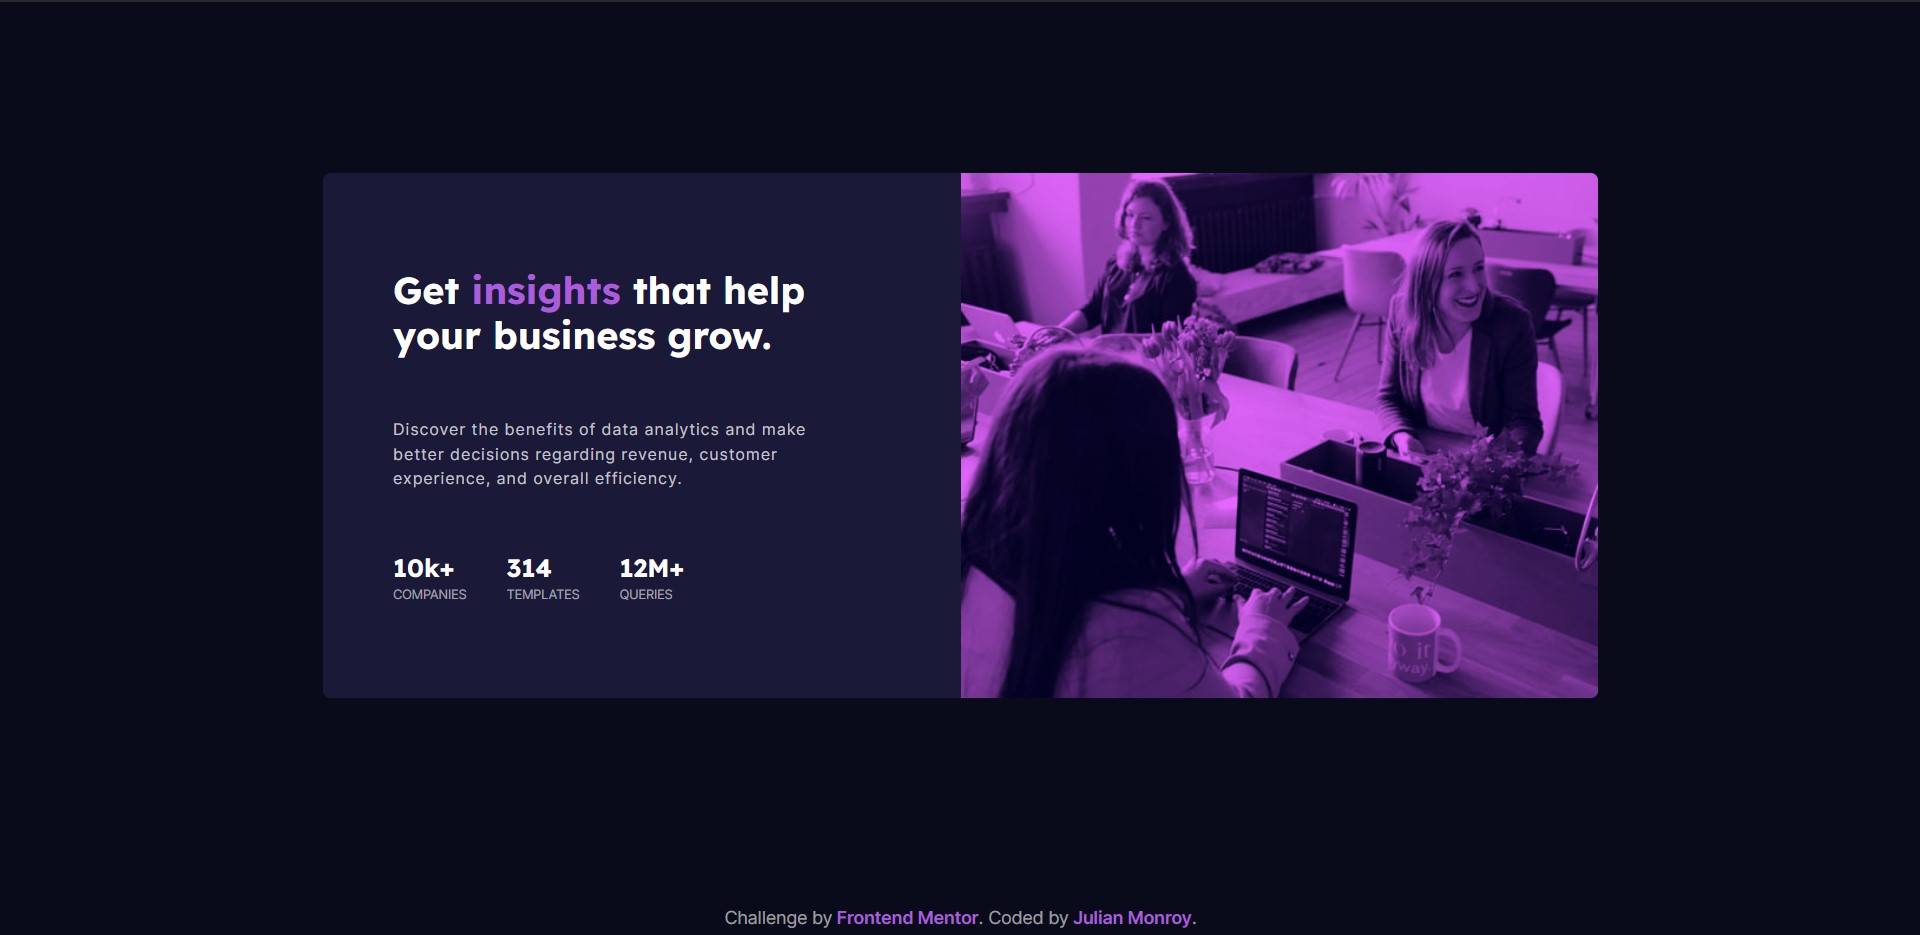 Get insights that help
your business grow.
Discover the benefits of data analytics and make
better decisions regarding revenue, customer
experience, and overall efficiency.
10k+ 314 12M+
COMPANIES TEMPLATES QUERIES
Challenge by Frontend Mentor. Coded by Julian Monroy.